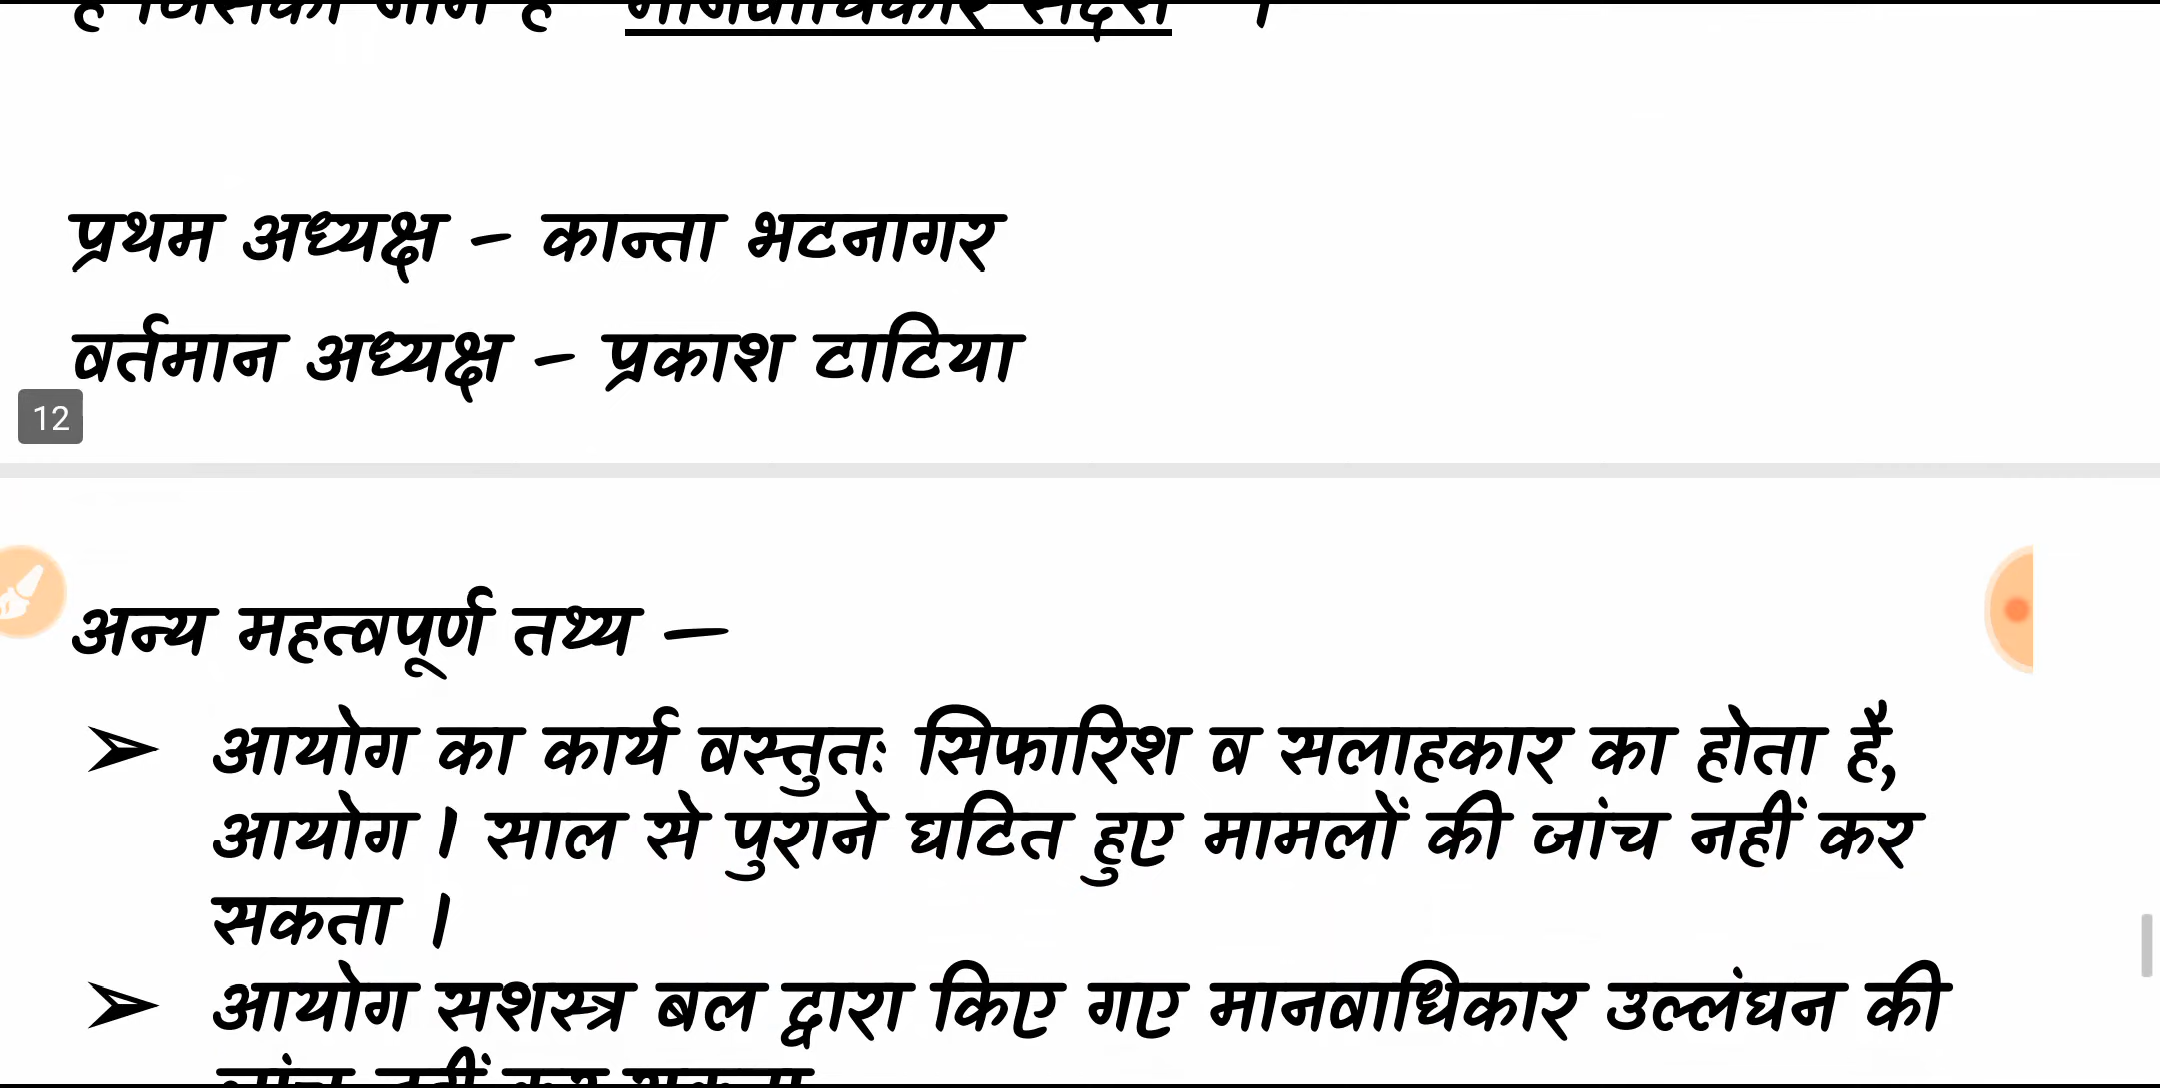 प्रथम अध्यक्ष - कान्ता भटनागर
वर्तमान अध्यक्ष - प्रकाश टाटिया
12
अन्य महत्वपूर्ण तथ्य —
➢ आयोग का कार्य वस्तुतः सिफारिश व सलाहकार का होता है,
आयोग । साल से पुराने घटित हुए मामलों की जांच नहीं कर
सकता ।
➢ आयोग सशस्त्र बल द्वारा किए गए मानवाधिकार उल्लंघन की